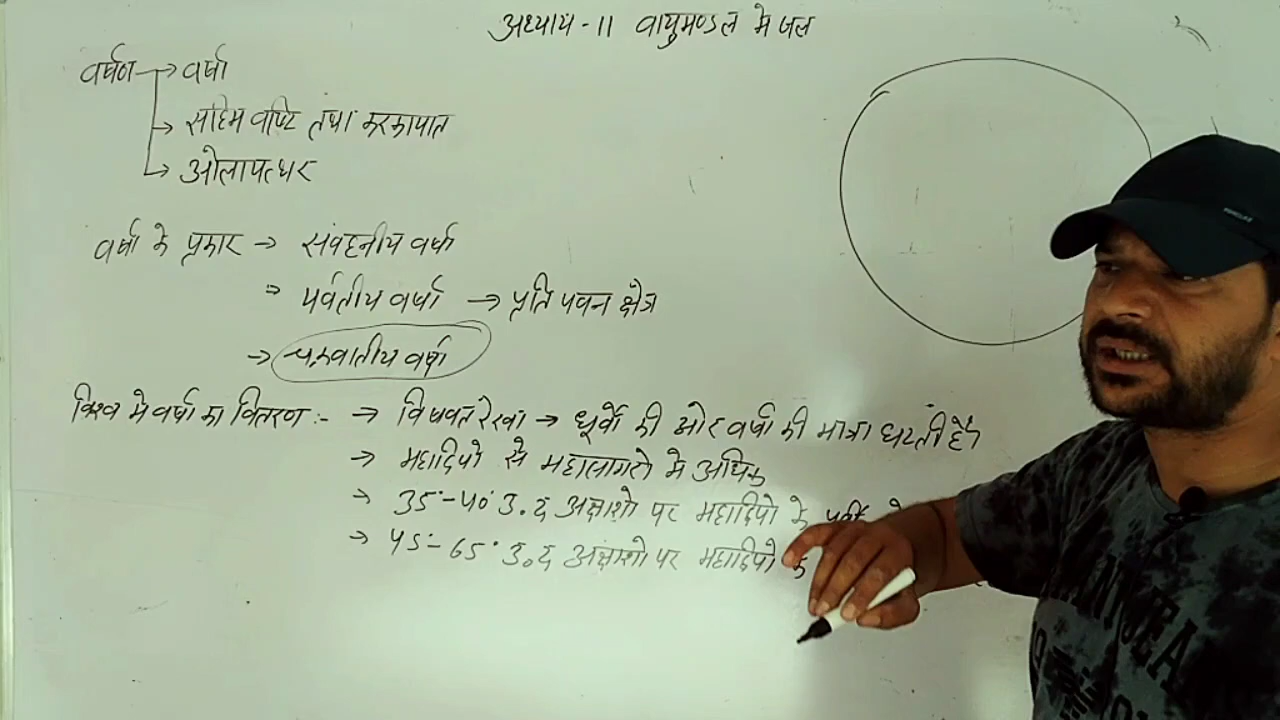 अध्याय - 11 वायुमण्डल मे जल
वर्षण → वर्षा
→ सहिम वृष्टि तथा करकापात
→ ओलापत्थर
वर्षा के प्रकार → संवहनीय वर्षा
→ पर्वतीय वर्षा → प्रति पवन क्षेत्र
→ चक्रवातीय वर्षा
विश्व मे वर्षा का वितरण :- → विषवत रेखा → धूर्वो की ओर वर्षा की मात्रा घटती है
→ महाद्विपो से महासागरो मे अधिक
→ 35°-40° उ. द अक्षाशो पर महाद्विपो के पूर्वी
→ 45°- 65° उ. द अक्षाशो पर महाद्विपो के